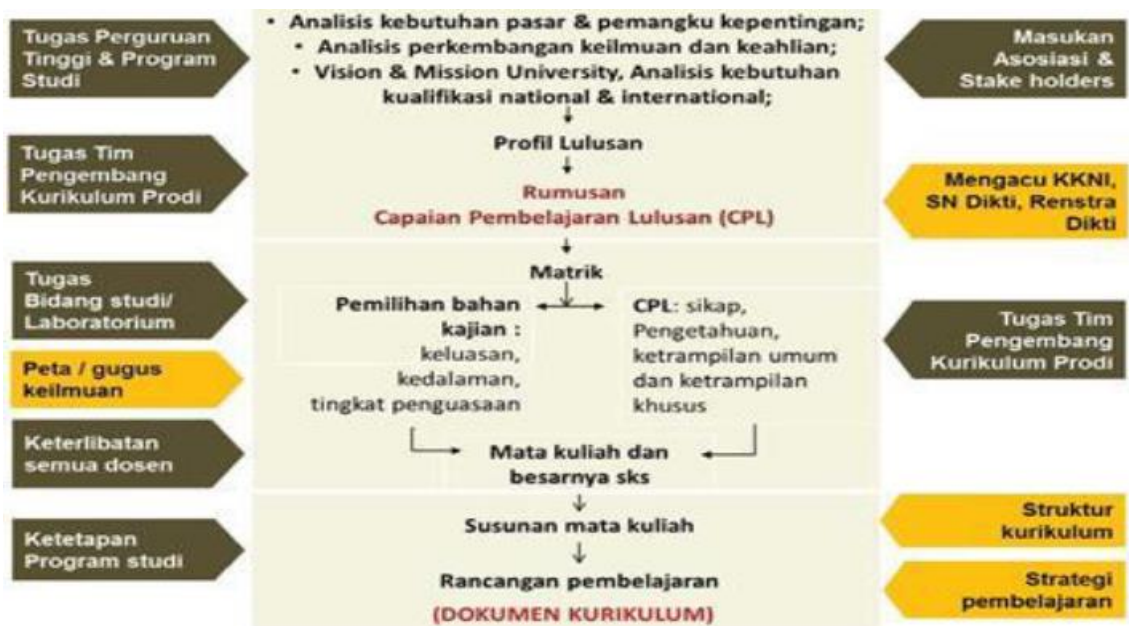 Tugas Perguruan
Tinggi & Program
Studi
• Analisis kebutuhan pasar & pemangku kepentingan;
• Analisis perkembangan keilmuan dan keahlian;
• Vision & Mission University, Analisis kebutuhan
kualifikasi national & international;
Masukan
Asosiasi &
Stake holders
Tugas Tim
Pengembang
Kurikulum Prodi
Profil Lulusan
Rumusan
Capaian Pembelajaran Lulusan (CPL)
Mengacu KKNI,
SN Dikti, Renstra
Dikti
Tugas
Bidang studi/
Laboratorium
Peta / gugus
keilmuan
Matrik
Pemilihan bahan
kajian :
keluasan,
kedalaman,
tingkat penguasaan
CPL: sikap,
Pengetahuan,
ketrampilan umum
dan ketrampilan
khusus
Tugas Tim
Pengembang
Kurikulum Prodi
Keterlibatan
semua dosen
Mata kuliah dan
besarnya sks
Ketetapan
Program studi
Susunan mata kuliah
Rancangan pembelajaran
(DOKUMEN KURIKULUM)
Struktur
kurikulum
Strategi
pembelajaran